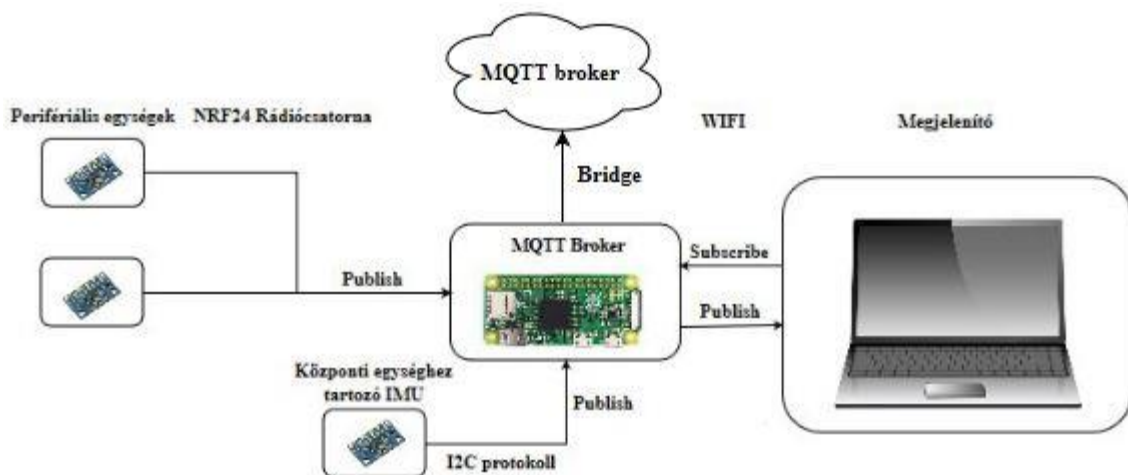 MQTT broker
Perifériális egységek
NRF24 Rádiócsatorna
WIFI
Megjelenítő
Bridge
MQTT Broker
Subscribe
Publish
Publish
Központi egységhez
tartozó IMU
Publish
I2C protokoll